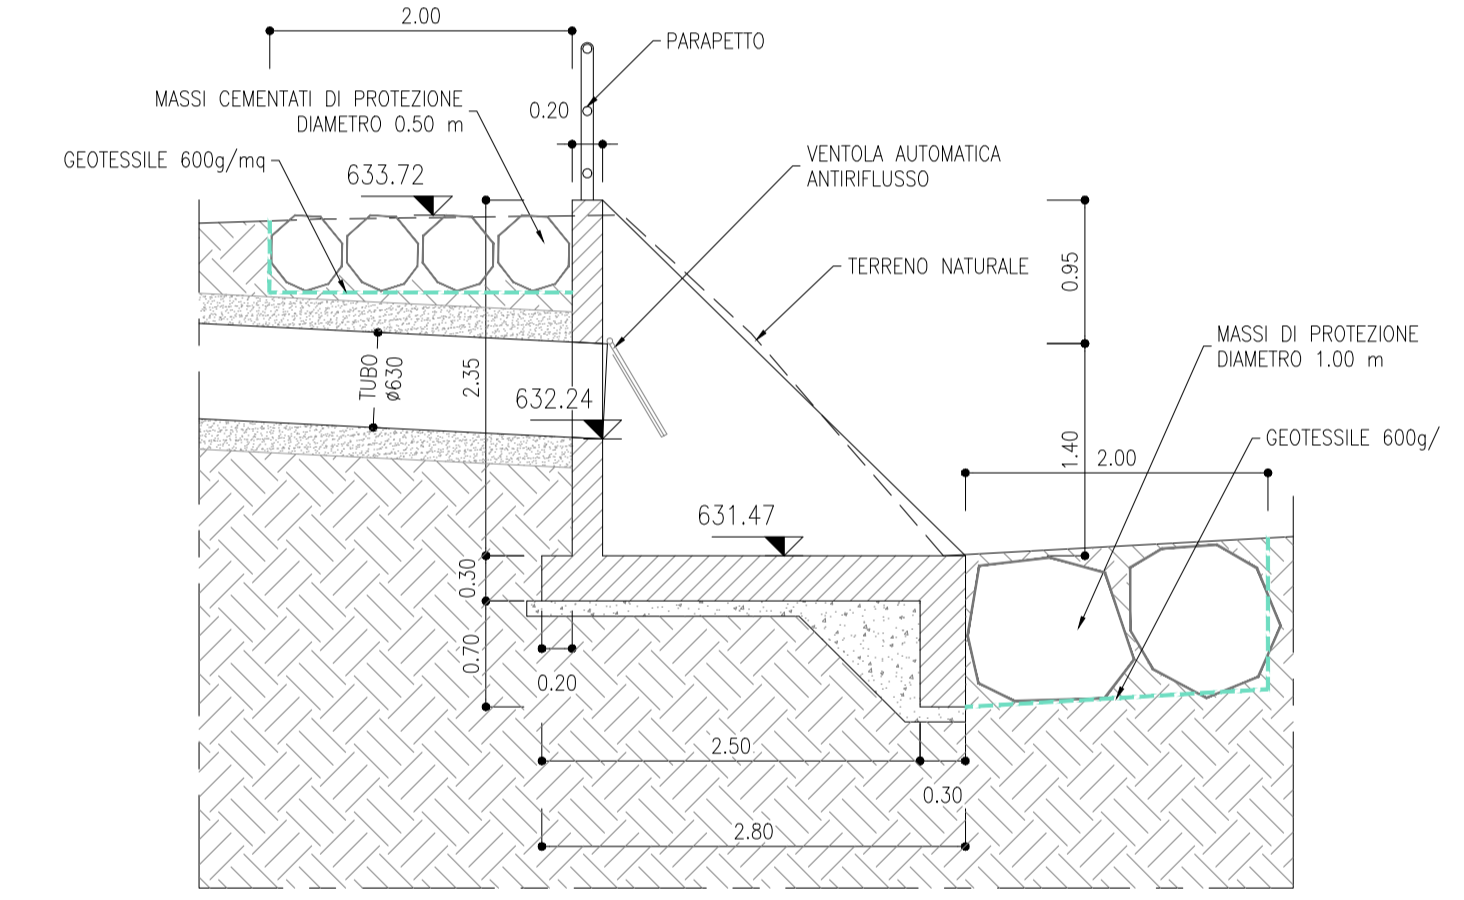 2.00
PARAPETTO
MASSI CEMENTATI DI PROTEZIONE
DIAMETRO 0.50 m
0.20
GEOTESSILE 600g/mq
633.72
VENTOLA AUTOMATICA
ANTIRIFLUSSO
TERRENO NATURALE
0.95
MASSI DI PROTEZIONE
DIAMETRO 1.00 m
TUBO
ø630
2.35
632.24
GEOTESSILE 600g/
1.40
2.00
631.47
0.30
0.70
0.20
2.50
0.30
2.80